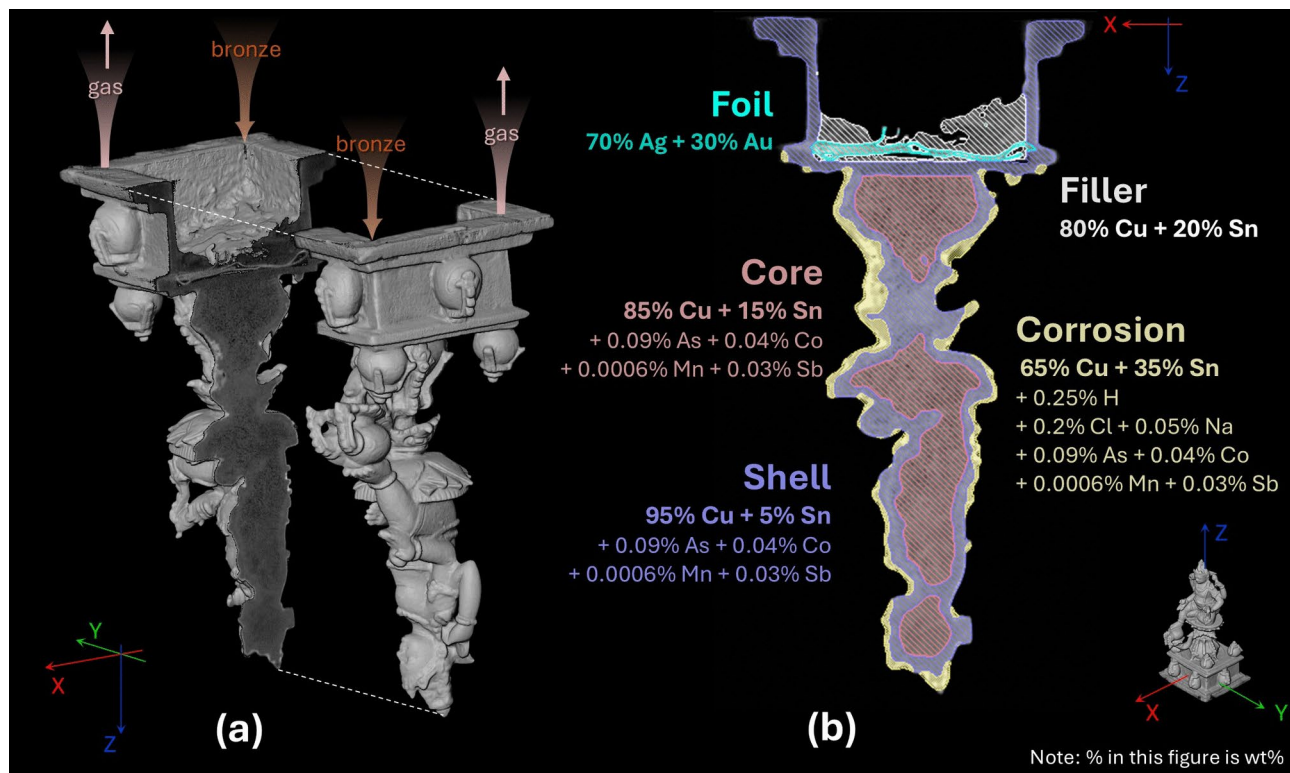 gas
bronze
bronze
gas
X
Y
Z
(a)
X
Z
Foil
70% Ag + 30% Au
Filler
80% Cu + 20% Sn
Core
85% Cu + 15% Sn
+ 0.09% As + 0.04% Co
+ 0.0006% Mn + 0.03% Sb
Corrosion
65% Cu + 35% Sn
+ 0.25% H
+ 0.2% Cl + 0.05% Na
+ 0.09% As + 0.04% Co
+ 0.0006% Mn + 0.03% Sb
Shell
95% Cu + 5% Sn
+ 0.09% As + 0.04% Co
+ 0.0006% Mn + 0.03% Sb
(b)
Z
X
Y
Note: % in this figure is wt%